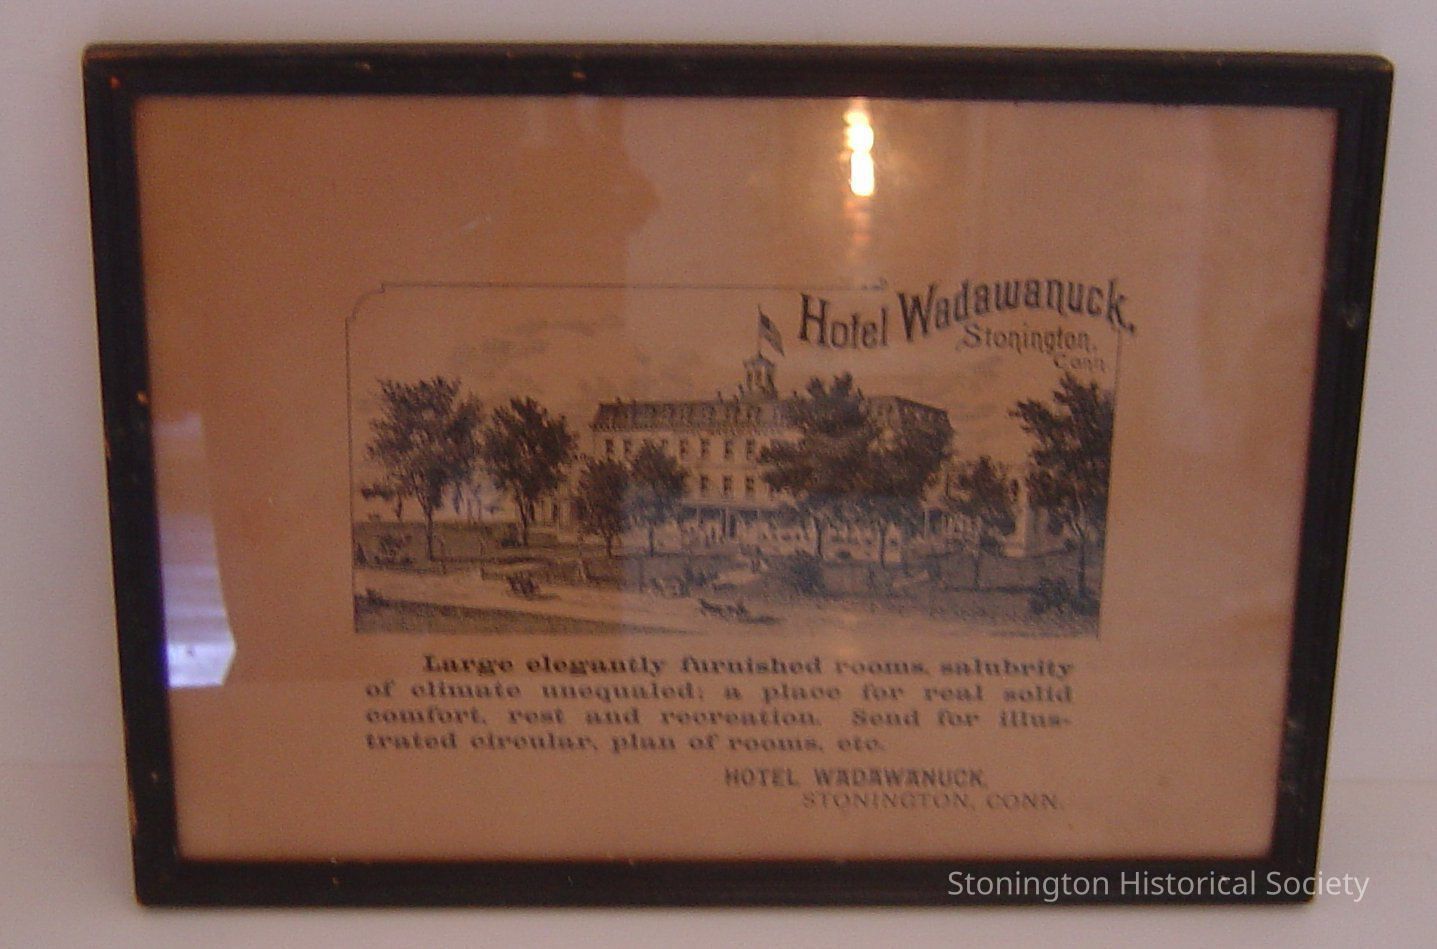 Hotel Wadawanuck,
Stonington,
Conn
Large elegantly furnished rooms, salubrity
of climate unequaled; a place for real solid
comfort, rest and recreation. Send for illus-
trated circular, plan of rooms, etc.
HOTEL WADAWANUCK,
STONINGTON, CONN.
Stonington Historical Society